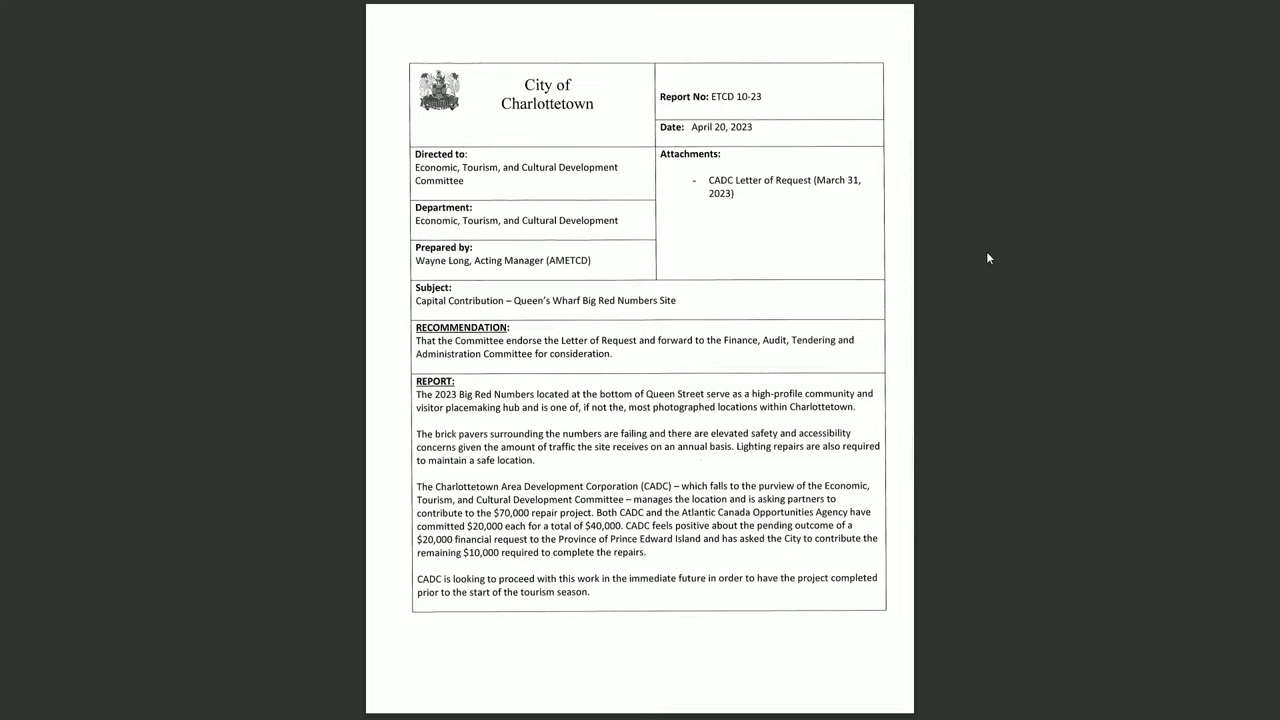 City of
Charlottetown
Report No: ETCD 10-23
Date: April 20, 2023
Directed to:
Economic, Tourism, and Cultural Development
Committee
Attachments:
- CADC Letter of Request (March 31,
2023)
Department:
Economic, Tourism, and Cultural Development
Prepared by:
Wayne Long, Acting Manager (AMETCD)
Subject:
Capital Contribution – Queen's Wharf Big Red Numbers Site
RECOMMENDATION:
That the Committee endorse the Letter of Request and forward to the Finance, Audit, Tendering and
Administration Committee for consideration.
REPORT:
The 2023 Big Red Numbers located at the bottom of Queen Street serve as a high-profile community and
visitor placemaking hub and is one of, if not the, most photographed locations within Charlottetown.
The brick pavers surrounding the numbers are failing and there are elevated safety and accessibility
concerns given the amount of traffic the site receives on an annual basis. Lighting repairs are also required
to maintain a safe location.
The Charlottetown Area Development Corporation (CADC) – which falls to the purview of the Economic,
Tourism, and Cultural Development Committee – manages the location and is asking partners to
contribute to the $70,000 repair project. Both CADC and the Atlantic Canada Opportunities Agency have
committed $20,000 each for a total of $40,000. CADC feels positive about the pending outcome of a
$20,000 financial request to the Province of Prince Edward Island and has asked the City to contribute the
remaining $10,000 required to complete the repairs.
CADC is looking to proceed with this work in the immediate future in order to have the project completed
prior to the start of the tourism season.